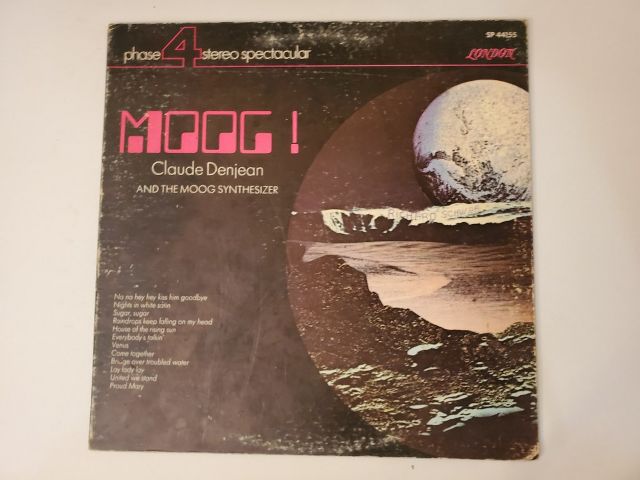 phase 4 stereo spectacular
SP 44155
LONDON
MOOG!
Claude Denjean
AND THE MOOG SYNTHESIZER
RICHARD SCHWAB
Na na hey hey kiss him goodbye
Nights in white satin
Sugar, sugar
Raindrops keep falling on my head
House of the rising sun
Everybody's talkin'
Venus
Come together
Bridge over troubled water
Lay lady lay
United we stand
Proud Mary